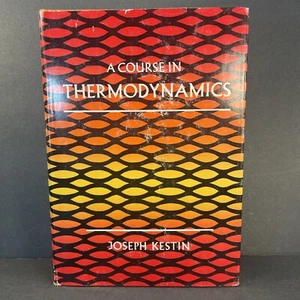 A COURSE IN
THERMODYNAMICS
JOSEPH KESTIN